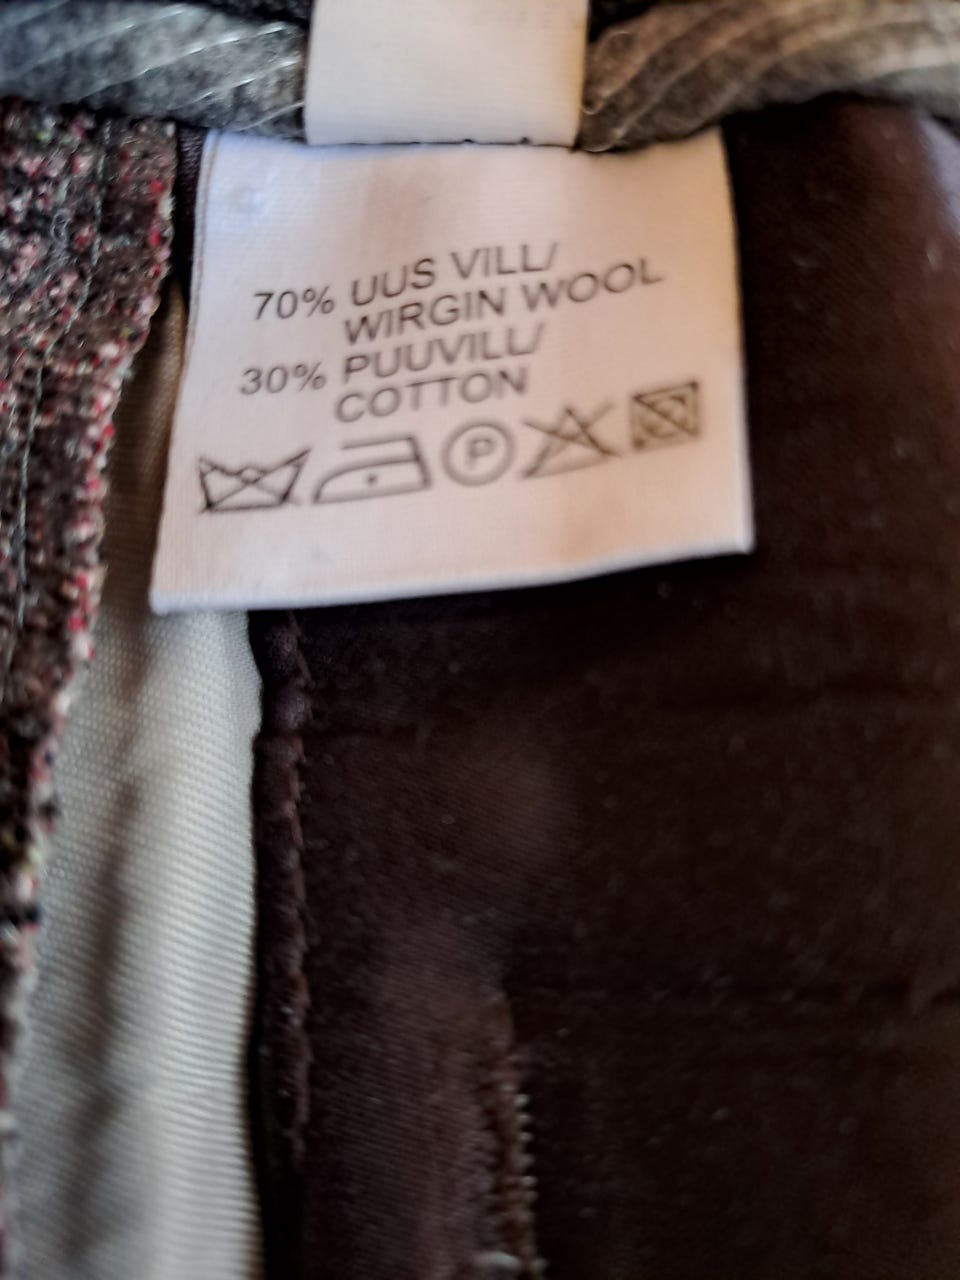 70% UUS VILL/
WIRGIN WOOL
30% PUUVILL/
COTTON
P